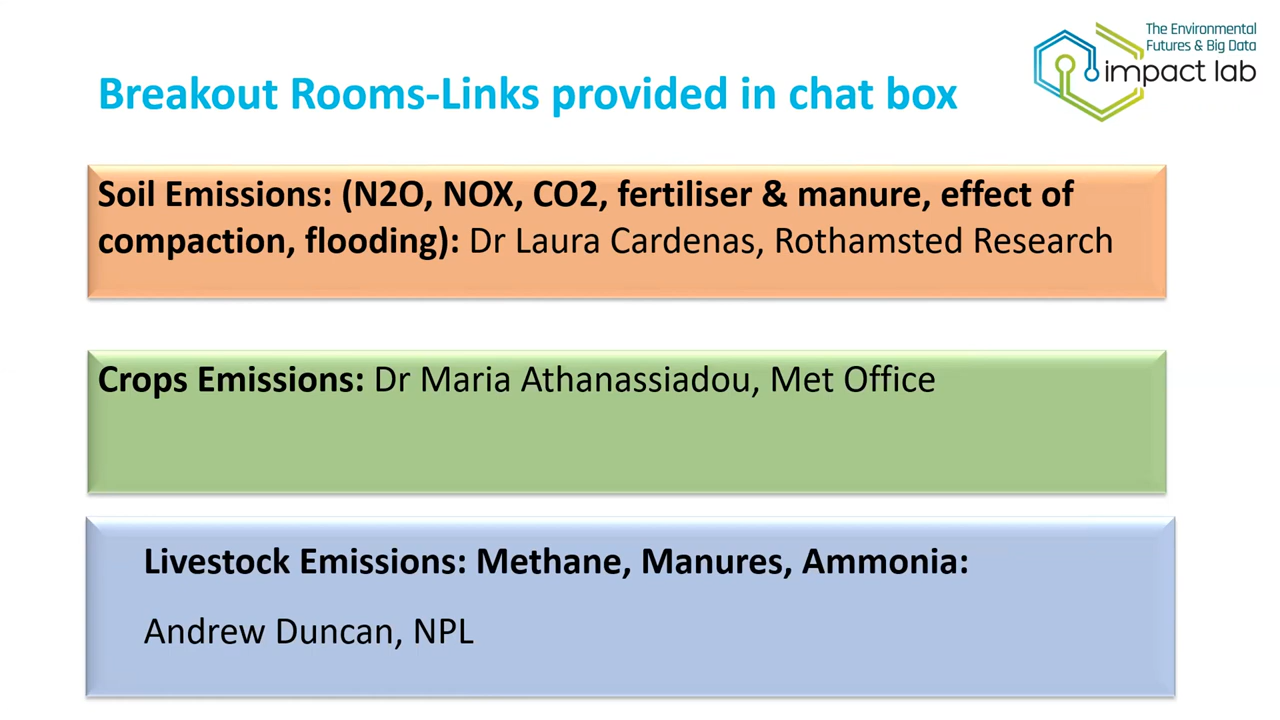 The Environmental
Futures & Big Data
impact lab
Breakout Rooms-Links provided in chat box
Soil Emissions: (N2O, NOX, CO2, fertiliser & manure, effect of
compaction, flooding): Dr Laura Cardenas, Rothamsted Research
Crops Emissions: Dr Maria Athanassiadou, Met Office
Livestock Emissions: Methane, Manures, Ammonia:
Andrew Duncan, NPL